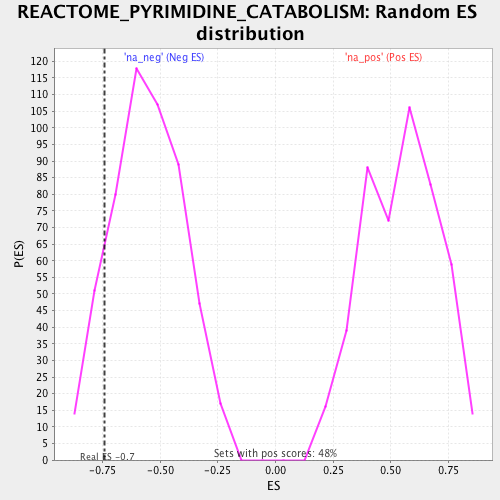 REACTOME_PYRIMIDINE_CATABOLISM: Random ES
distribution
'na_neg' (Neg ES)
'na_pos' (Pos ES)
120
115
110
105
100
95
90
85
80
75
70
65
60
55
50
45
40
35
30
25
20
15
10
5
0
P(ES)
Real ES -0.7
Sets with pos scores: 48%
-0.75 -0.50 -0.25 0.00 0.25 0.50 0.75
ES